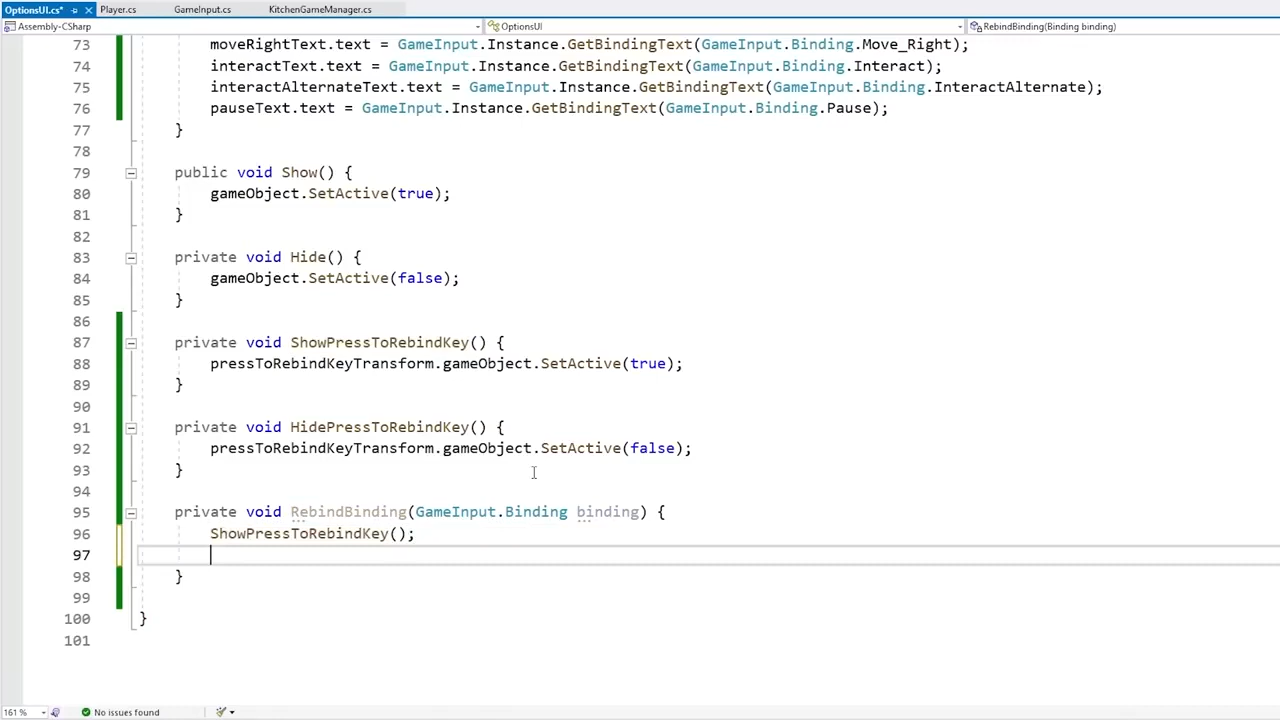 OptionsUI.cs* Player.cs GameInput.cs KitchenGameManager.cs
Assembly-CSharp OptionsUI RebindBinding(Binding binding)
73 moveRightText.text = GameInput.Instance.GetBindingText(GameInput.Binding.Move_Right);
74 interactText.text = GameInput.Instance.GetBindingText(GameInput.Binding.Interact);
75 interactAlternateText.text = GameInput.Instance.GetBindingText(GameInput.Binding.InteractAlternate);
76 pauseText.text = GameInput.Instance.GetBindingText(GameInput.Binding.Pause);
77 }
78
79 public void Show() {
80 gameObject.SetActive(true);
81 }
82
83 private void Hide() {
84 gameObject.SetActive(false);
85 }
86
87 private void ShowPressToRebindKey() {
88 pressToRebindKeyTransform.gameObject.SetActive(true);
89 }
90
91 private void HidePressToRebindKey() {
92 pressToRebindKeyTransform.gameObject.SetActive(false);
93 }
94
95 private void RebindBinding(GameInput.Binding binding) {
96 ShowPressToRebindKey();
97
98 }
99
100 }
101
161 % No issues found